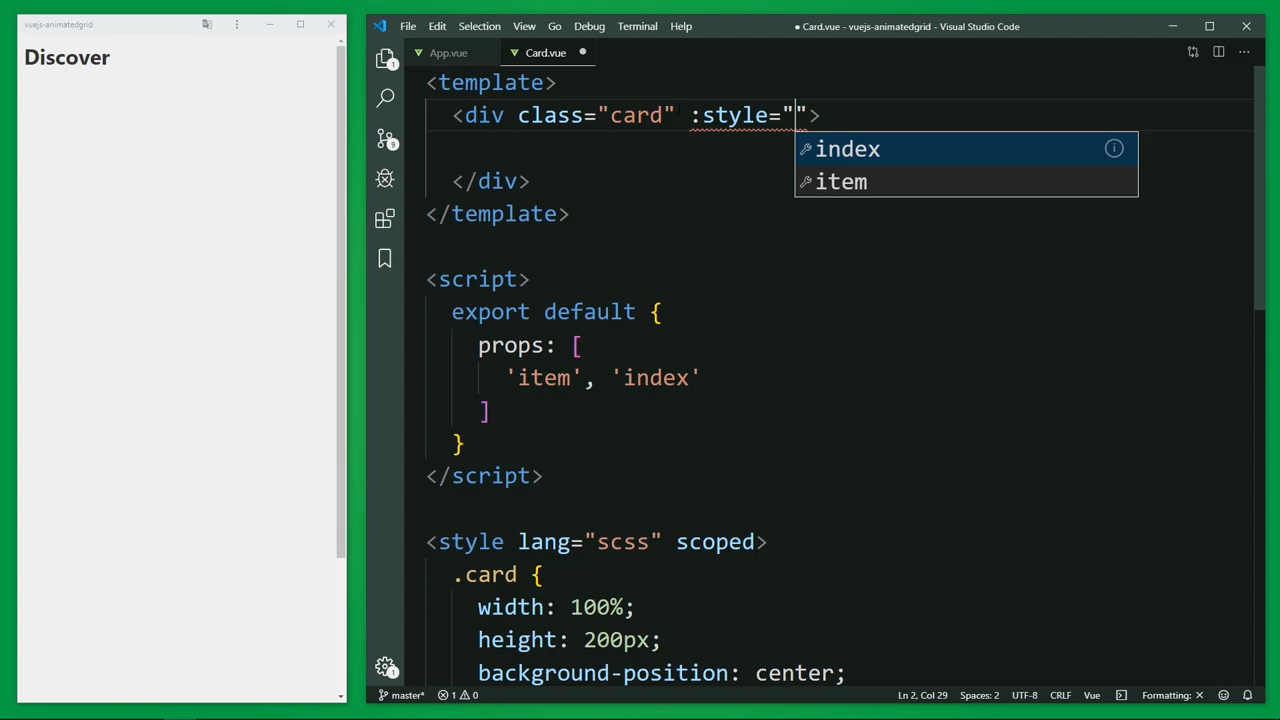 vuejs-animatedgrid
Discover
File Edit Selection View Go Debug Terminal Help
● Card.vue - vuejs-animatedgrid - Visual Studio Code
App.vue
Card.vue
<template>
<div class="card" :style="">
index
item
</div>
</template>
<script>
export default {
props: [
'item', 'index'
]
}
</script>
<style lang="scss" scoped>
.card {
width: 100%;
height: 200px;
background-position: center;
1
9
1
master*
1 0
Ln 2, Col 29
Spaces: 2
UTF-8
CRLF
Vue
Formatting: ×